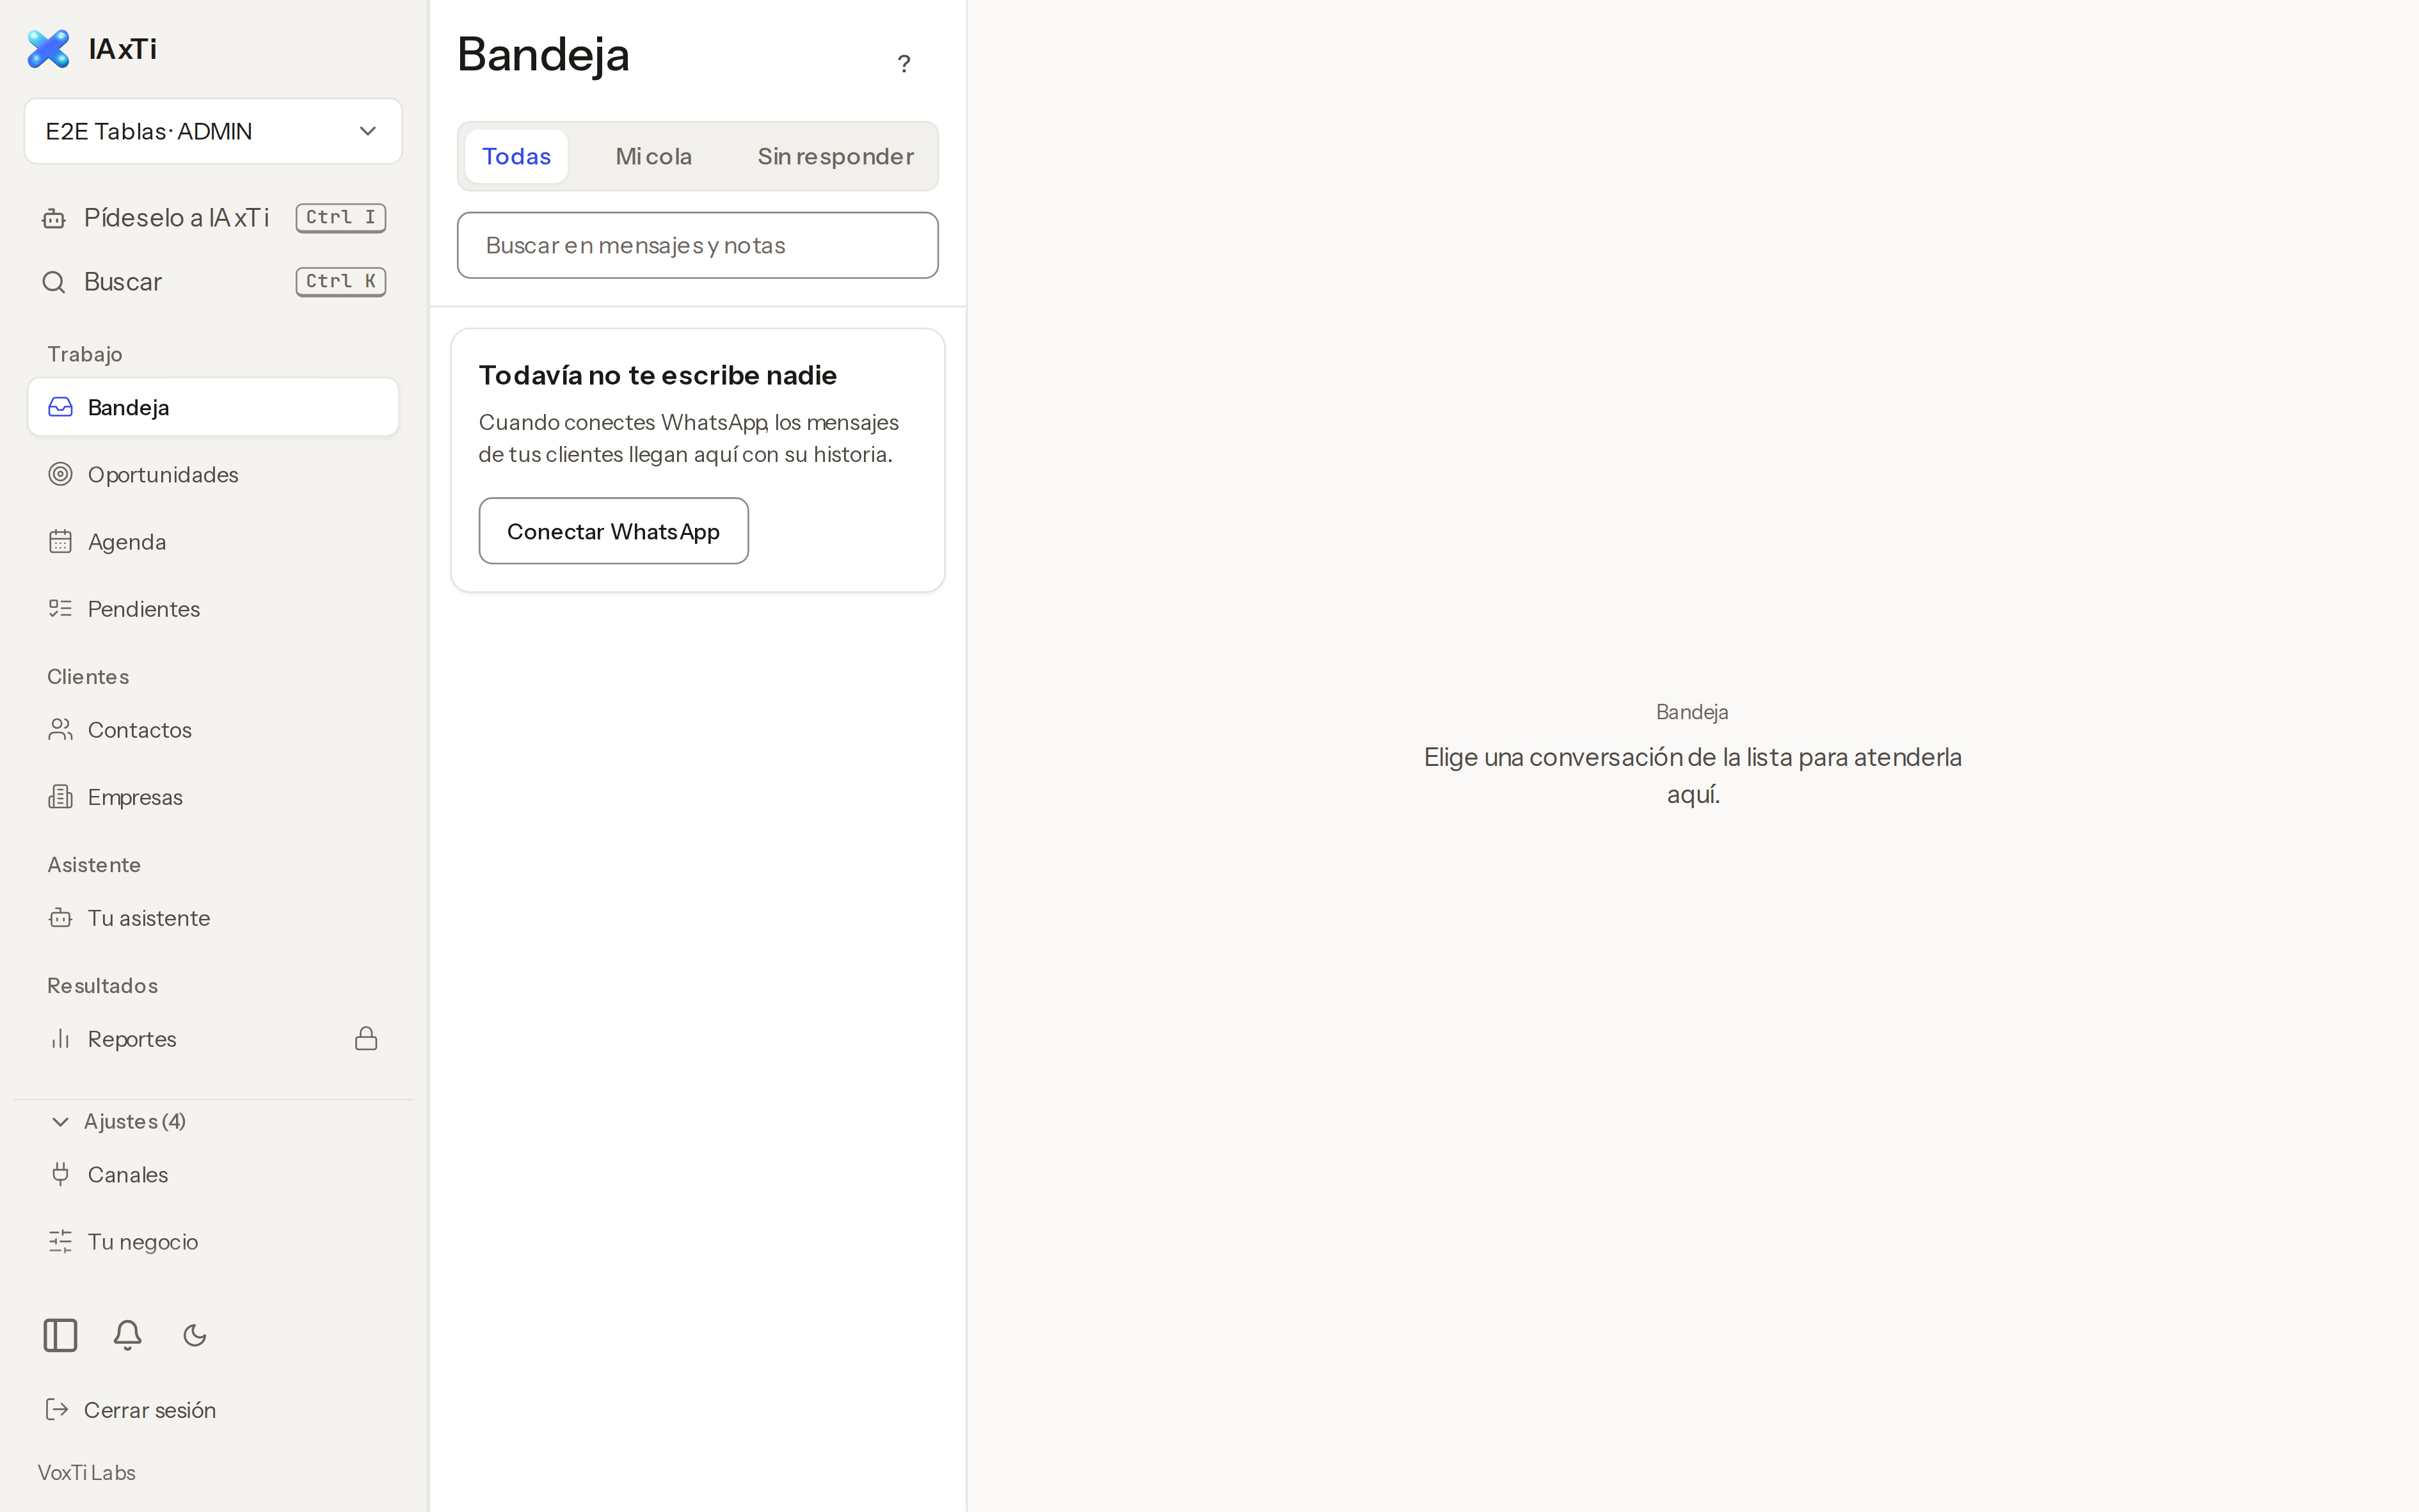 IAxTi
E2E Tablas · ADMIN
Pídeselo a IAxTi
Ctrl I
Buscar
Ctrl K
Trabajo
Bandeja
Oportunidades
Agenda
Pendientes
Clientes
Contactos
Empresas
Asistente
Tu asistente
Resultados
Reportes
Ajustes (4)
Canales
Tu negocio
Cerrar sesión
VoxTi Labs
Bandeja
?
Todas
Mi cola
Sin responder
Buscar en mensajes y notas
Todavía no te escribe nadie
Cuando conectes WhatsApp, los mensajes
de tus clientes llegan aquí con su historia.
Conectar WhatsApp
Bandeja
Elige una conversación de la lista para atenderla
aquí.